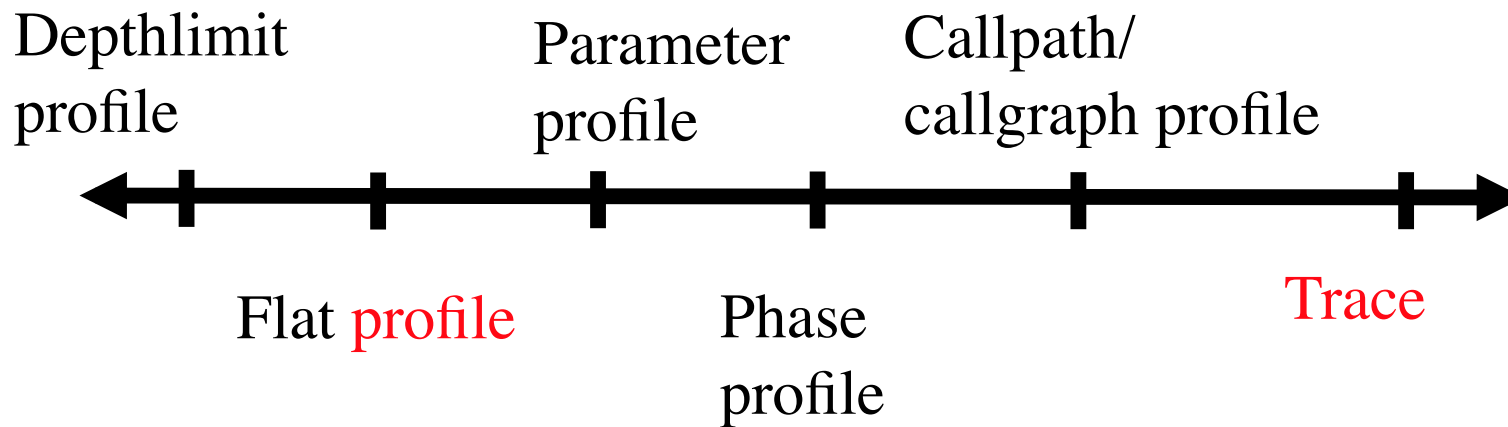 Depthlimit
profile
Parameter
profile
Callpath/
callgraph profile
Flat profile
Phase
profile
Trace